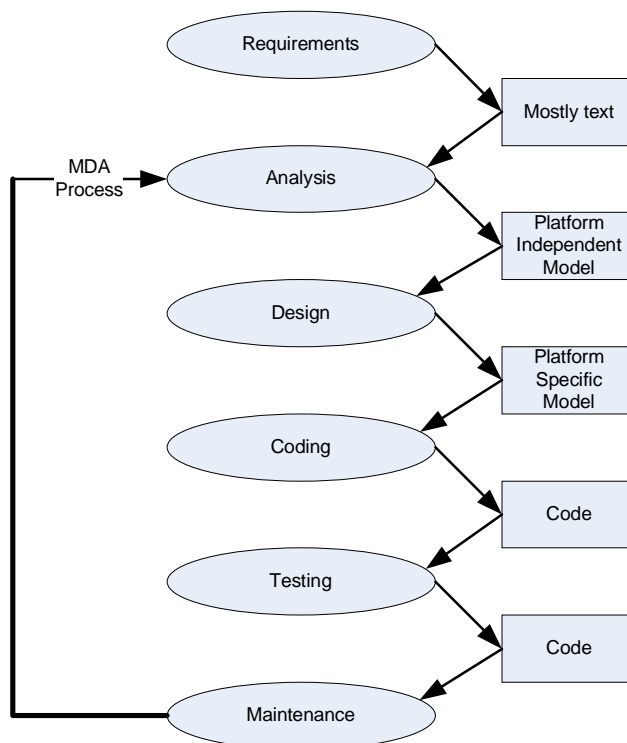 Requirements
Mostly text
MDA
Process
Analysis
Platform
Independent
Model
Design
Platform
Specific
Model
Coding
Code
Testing
Code
Maintenance